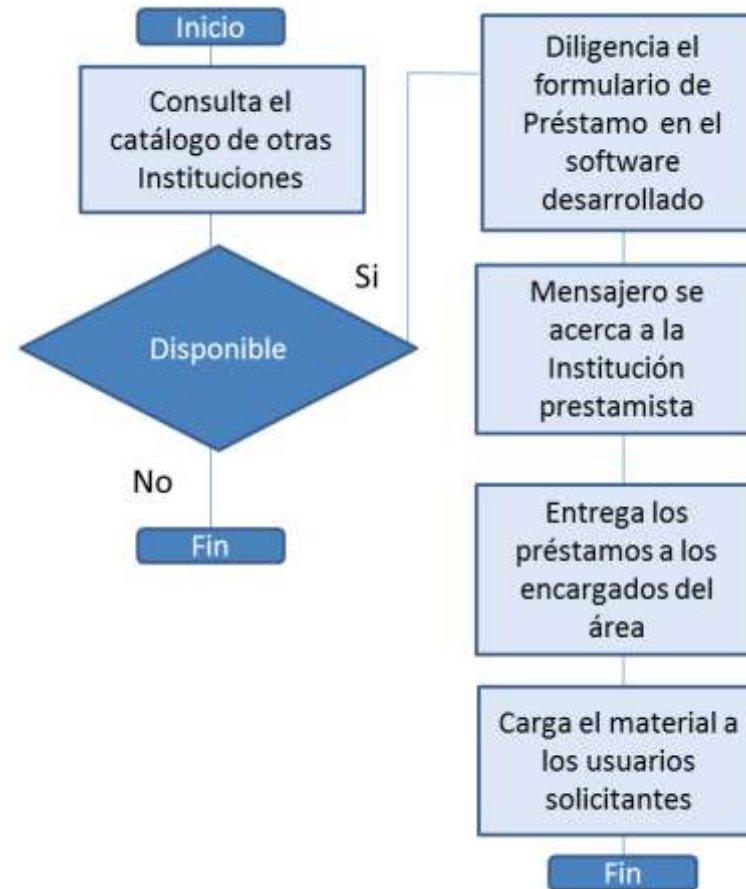 Inicio
Consulta el
catálogo de otras
Instituciones
Disponible
Si
No
Fin
Diligencia el
formulario de
Préstamo en el
software
desarrollado
Mensajero se
acerca a la
Institución
prestamista
Entrega los
préstamos a los
encargados del
área
Carga el material a
los usuarios
solicitantes
Fin